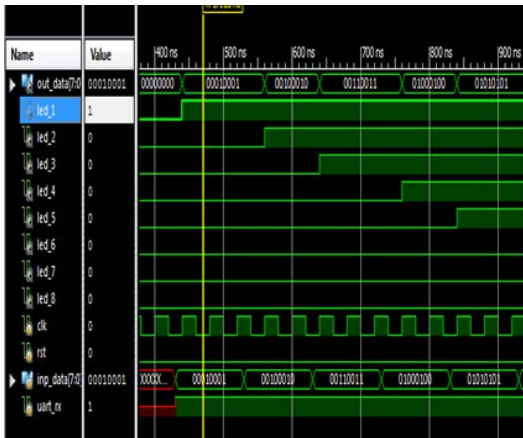 Name Value 400 ns 500 ns 600 ns 700 ns 800 ns 900 ns
out_data[7:0] 00010001 00000000 00010001 00100010 00110011 01000100 01010101
led_1 1
led_2 0
led_3 0
led_4 0
led_5 0
led_6 0
led_7 0
led_8 0
clk 0
rst 0
inp_data[7:0] 00010001 XXXXX... 00010001 00100010 00110011 01000100 01010101
uart_rx 1